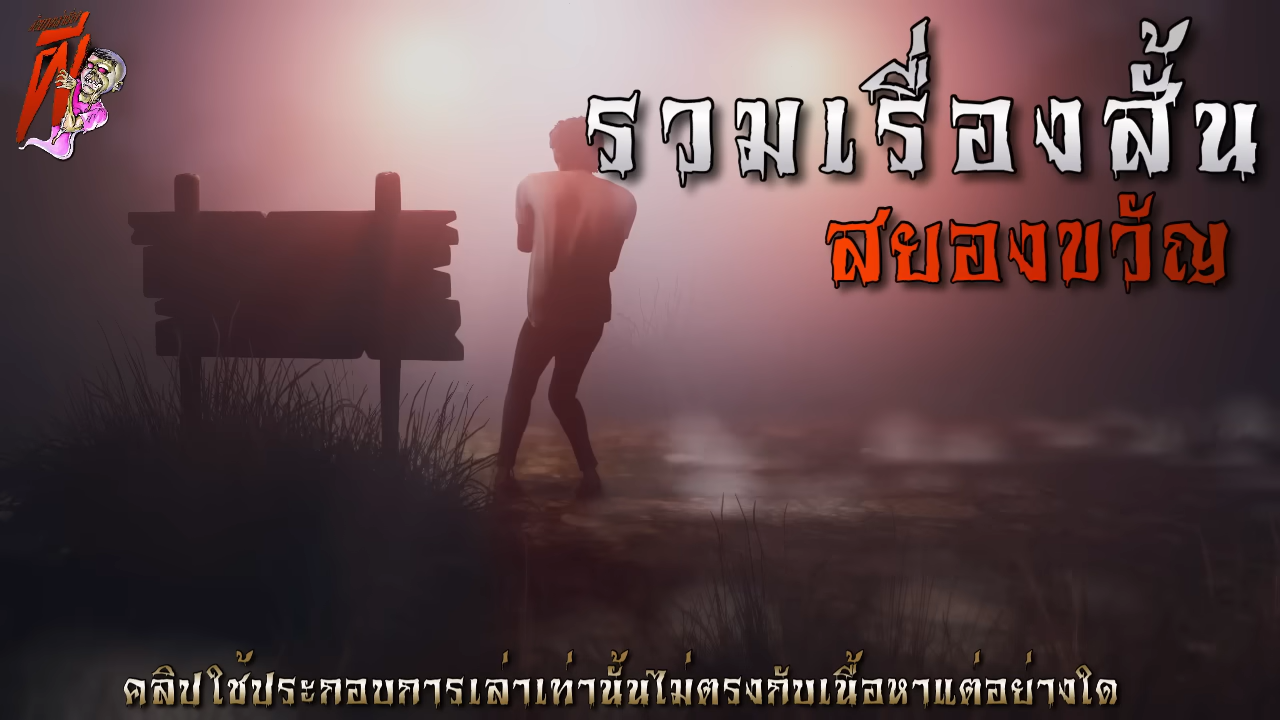 ผี
รวมเรื่องสั้น
สยองขวัญ
คลิปใช้ประกอบการเล่าเท่านั้นไม่ตรงกับเนื้อหาแต่อย่างใด